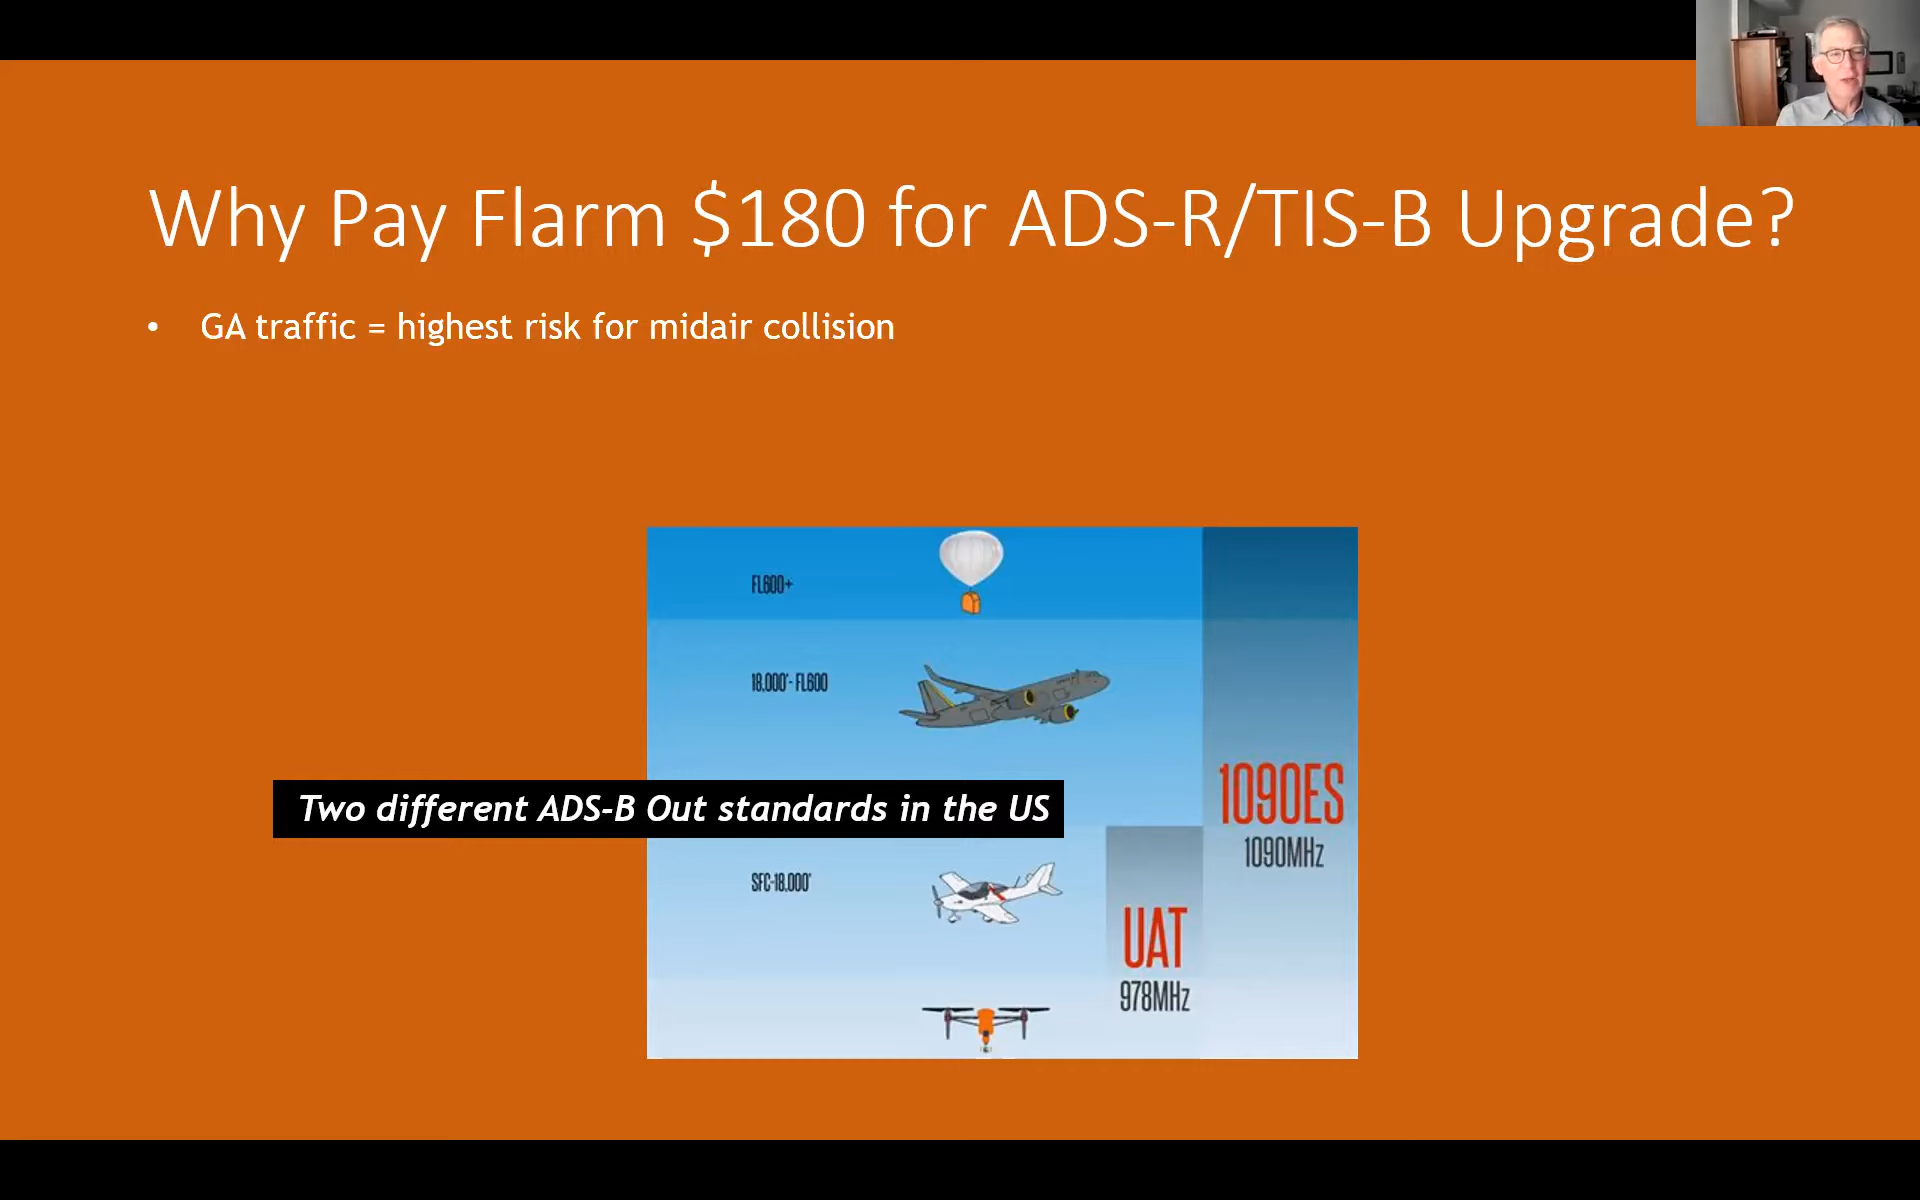 Why Pay Flarm $180 for ADS-R/TIS-B Upgrade?
• GA traffic = highest risk for midair collision
FL600+
18,000'- FL600
1090ES
1090MHz
Two different ADS-B Out standards in the US
SFC-18,000'
UAT
978MHz